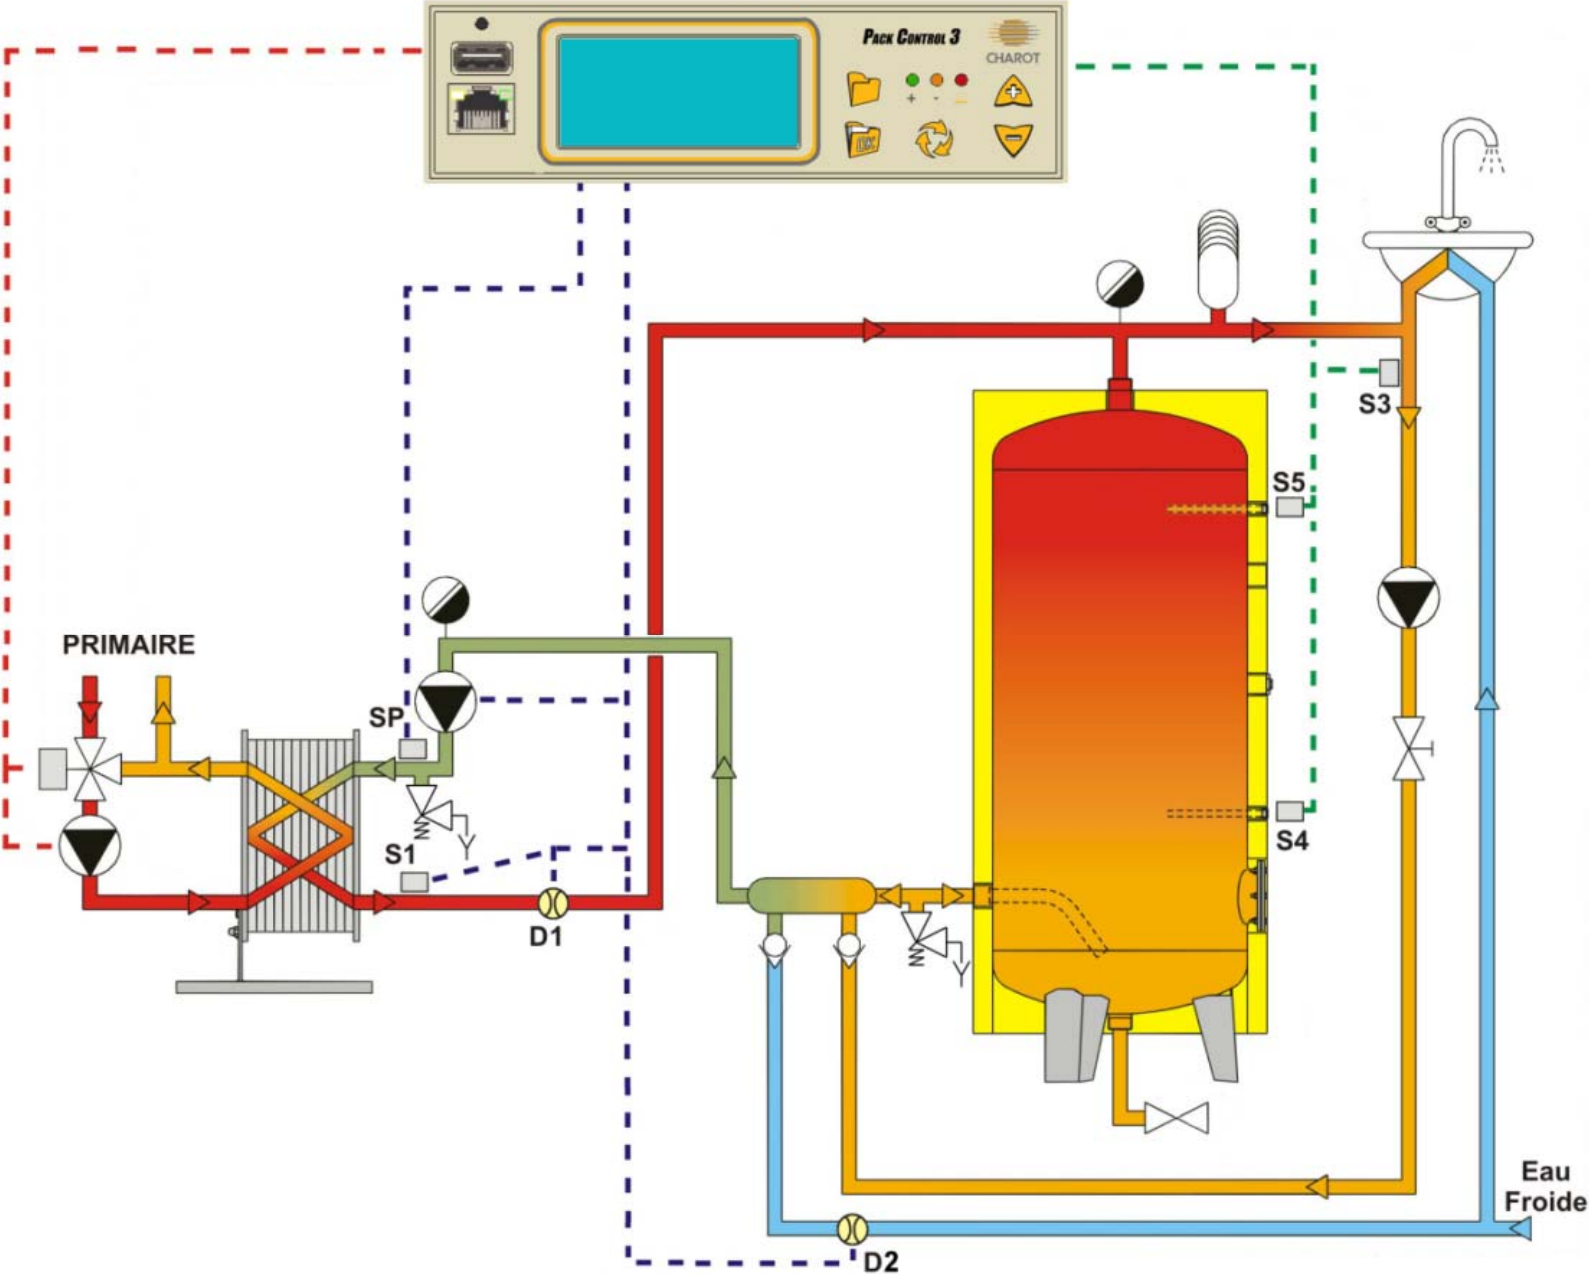 PACK CONTROL 3
CHAROT
+ -
S3
S5
PRIMAIRE
SP
S4
S1
D1
Eau
Froide
D2